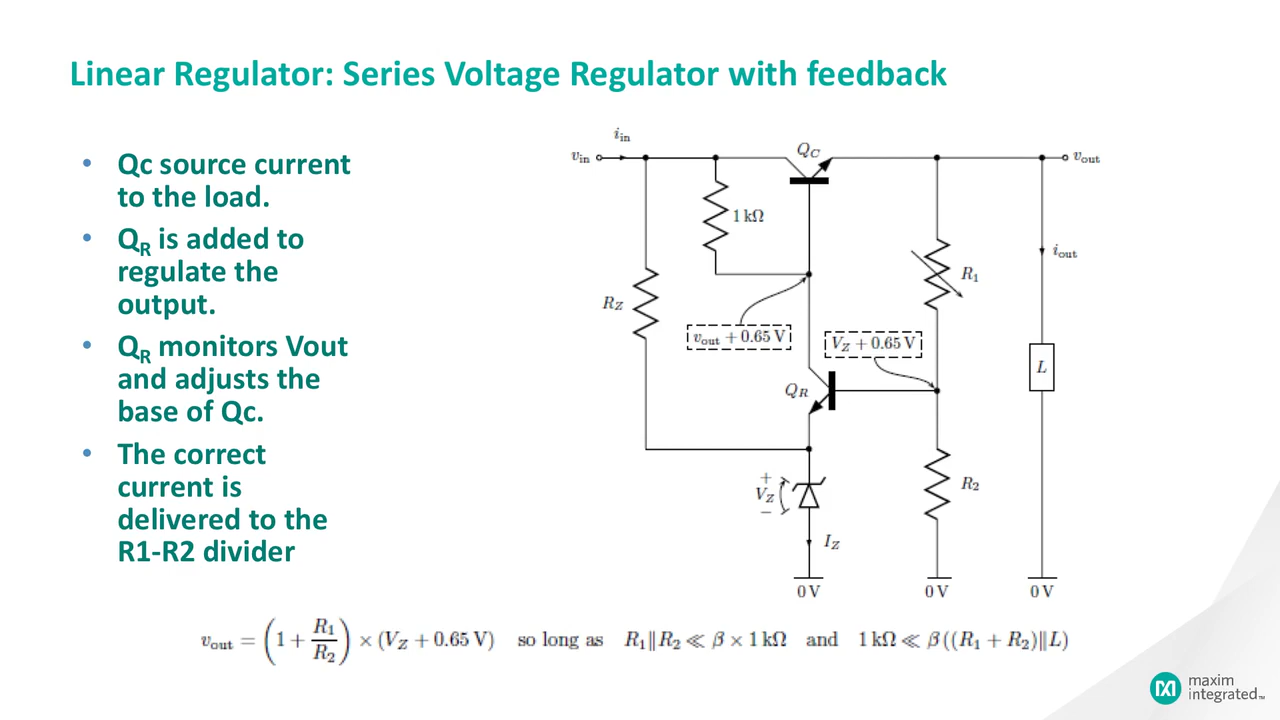 Linear Regulator: Series Voltage Regulator with feedback
• Qc source current
to the load.
• QR is added to
regulate the
output.
• QR monitors Vout
and adjusts the
base of Qc.
• The correct
current is
delivered to the
R1-R2 divider
iin
vin
QC
vout
1 kΩ
iout
R1
RZ
vout + 0.65 V
VZ + 0.65 V
L
QR
+
VZ
−
R2
IZ
0 V
0 V
0 V
vout = (1 + R1/R2) × (VZ + 0.65 V) so long as R1∥R2 ≪ β × 1 kΩ and 1 kΩ ≪ β((R1 + R2)∥L)
maxim
integrated™